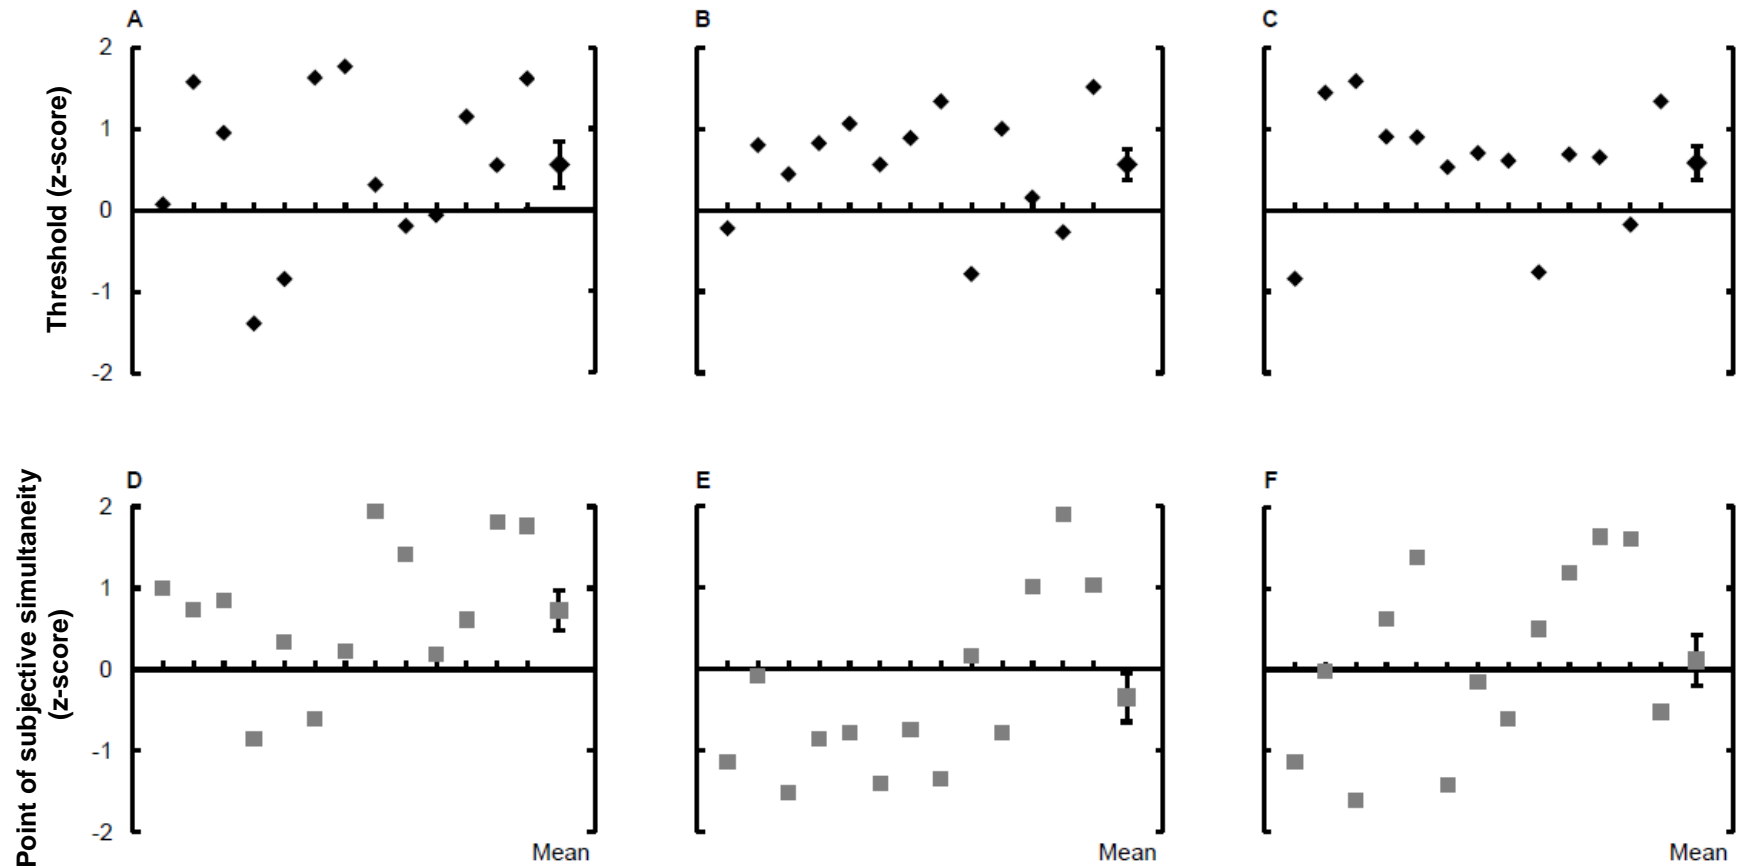 A
B
C
Threshold (z-score)
2
1
0
-1
-2
D
E
F
Point of subjective simultaneity
(z-score)
2
1
0
-1
-2
Mean
Mean
Mean